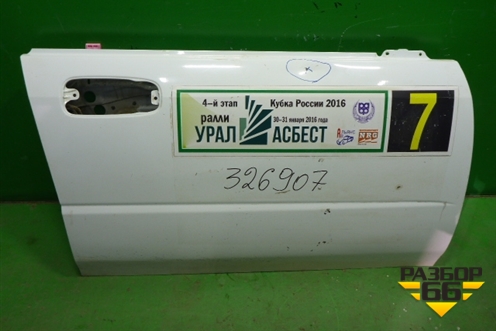 4-й этап Кубка России 2016
ралли 30-31 января 2016 года
УРАЛ АСБЕСТ
7
326907
РАЗБОР
66